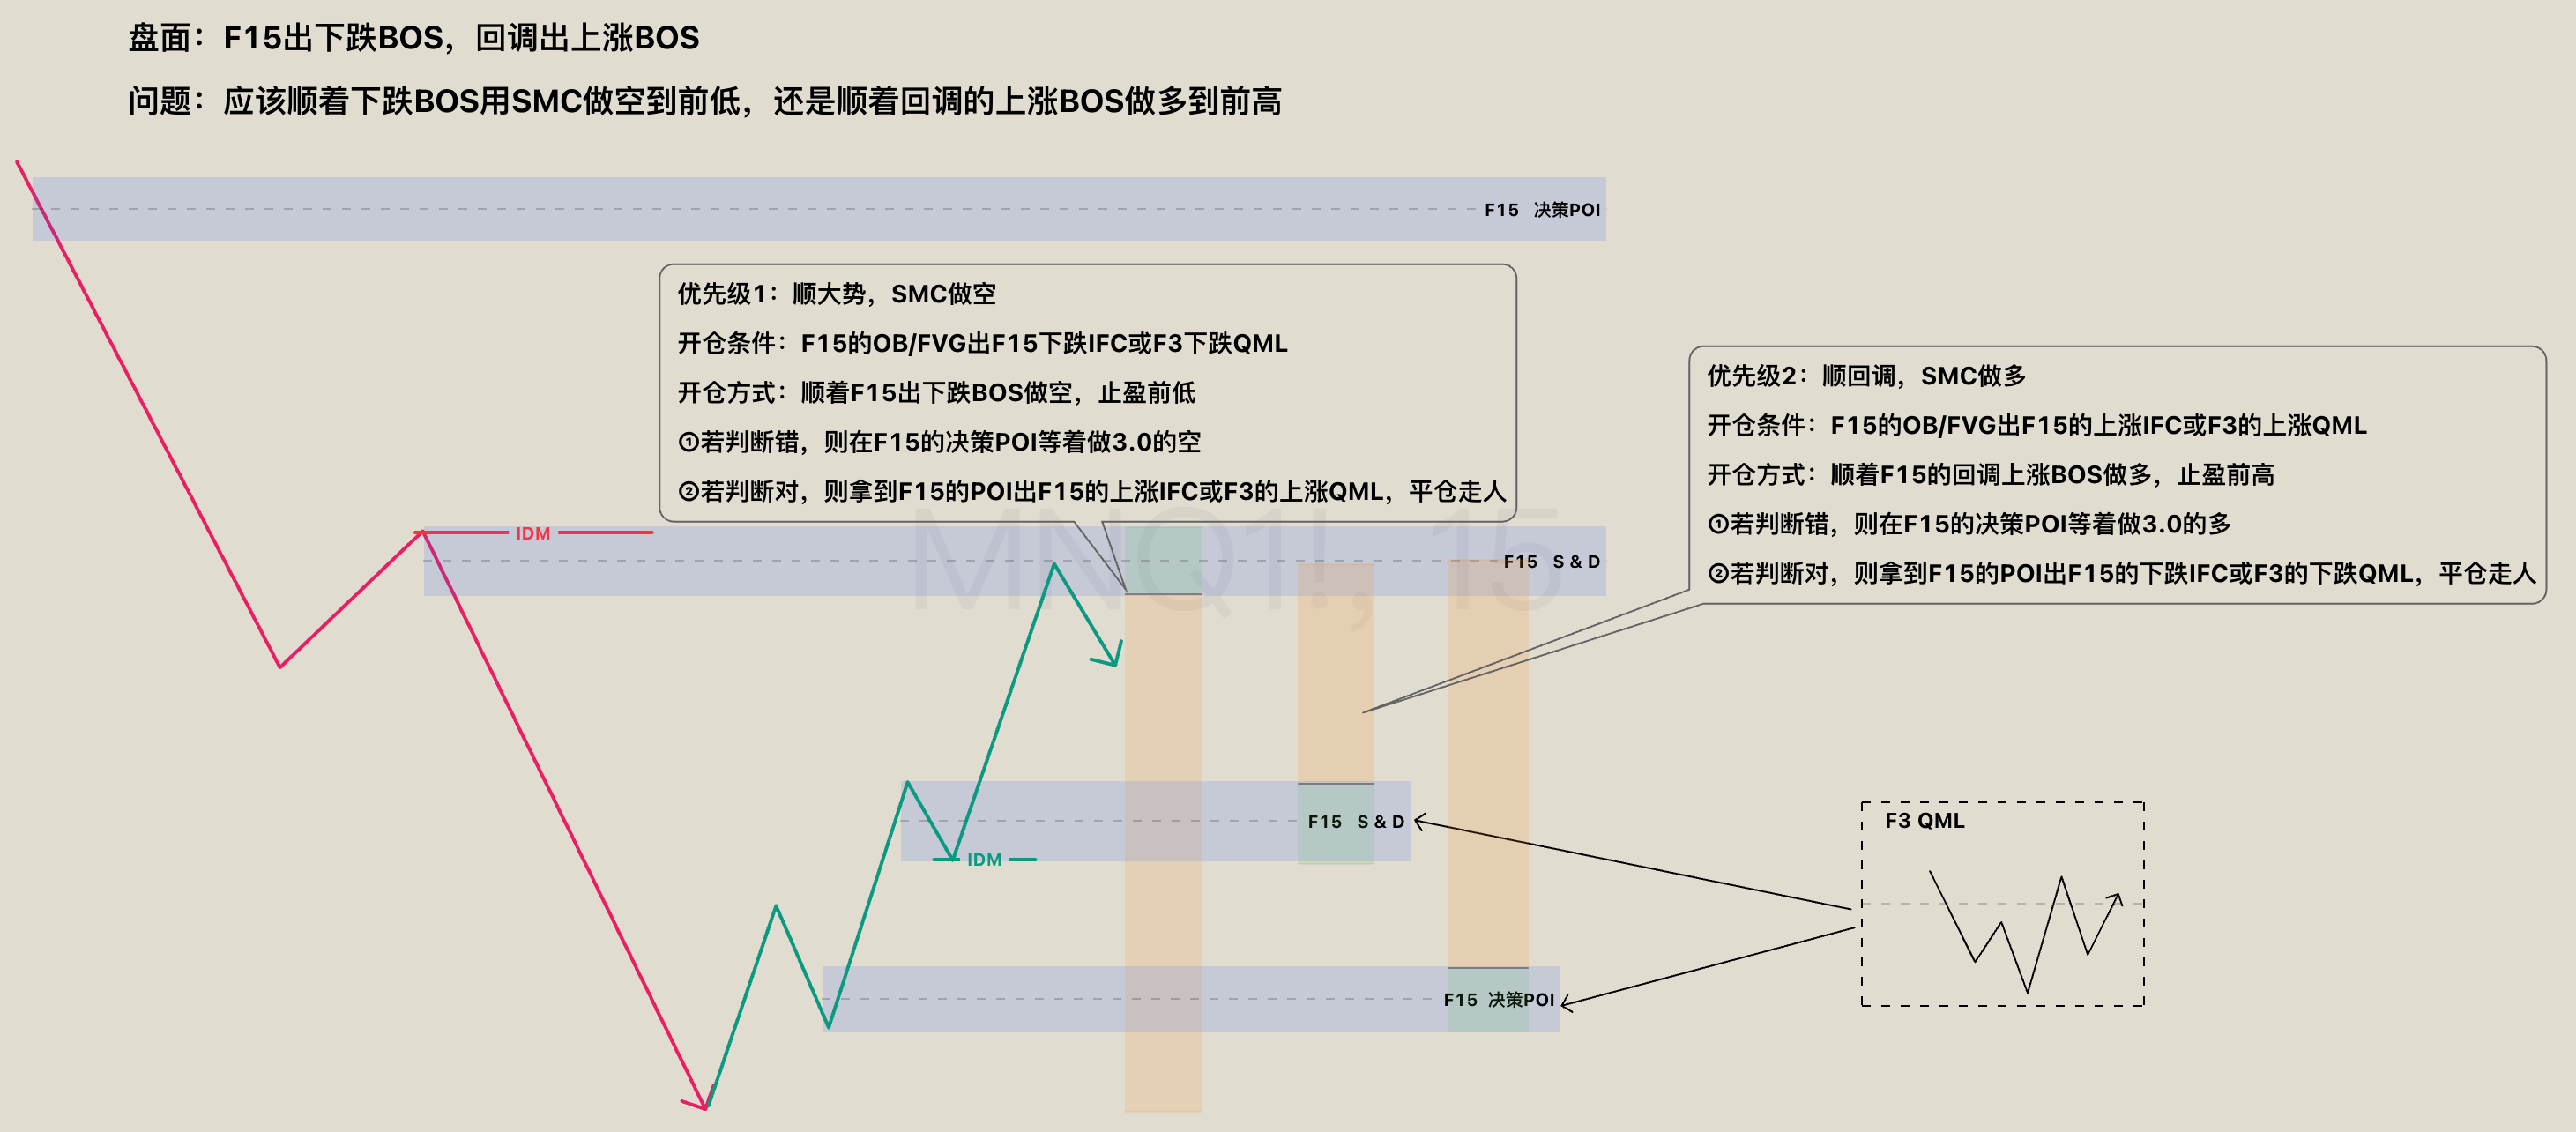 盘面：F15出下跌BOS，回调出上涨BOS
问题：应该顺着下跌BOS用SMC做空到前低，还是顺着回调的上涨BOS做多到前高
F15 决策POI
优先级1：顺大势，SMC做空
开仓条件：F15的OB/FVG出F15下跌IFC或F3下跌QML
开仓方式：顺着F15出下跌BOS做空，止盈前低
①若判断错，则在F15的决策POI等着做3.0的空
②若判断对，则拿到F15的POI出F15的上涨IFC或F3的上涨QML，平仓走人
优先级2：顺回调，SMC做多
开仓条件：F15的OB/FVG出F15的上涨IFC或F3的上涨QML
开仓方式：顺着F15的回调上涨BOS做多，止盈前高
①若判断错，则在F15的决策POI等着做3.0的多
②若判断对，则拿到F15的POI出F15的下跌IFC或F3的下跌QML，平仓走人
IDM
MNQ1!, 15
F15 S & D
F15 S & D
IDM
F3 QML
F15 决策POI